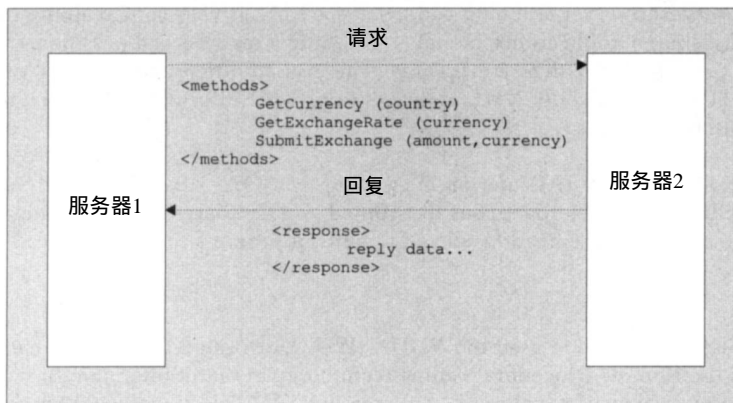 请求
<methods>
GetCurrency (country)
GetExchangeRate (currency)
SubmitExchange (amount,currency)
</methods>
服务器1
回复
服务器2
<response>
reply data...
</response>